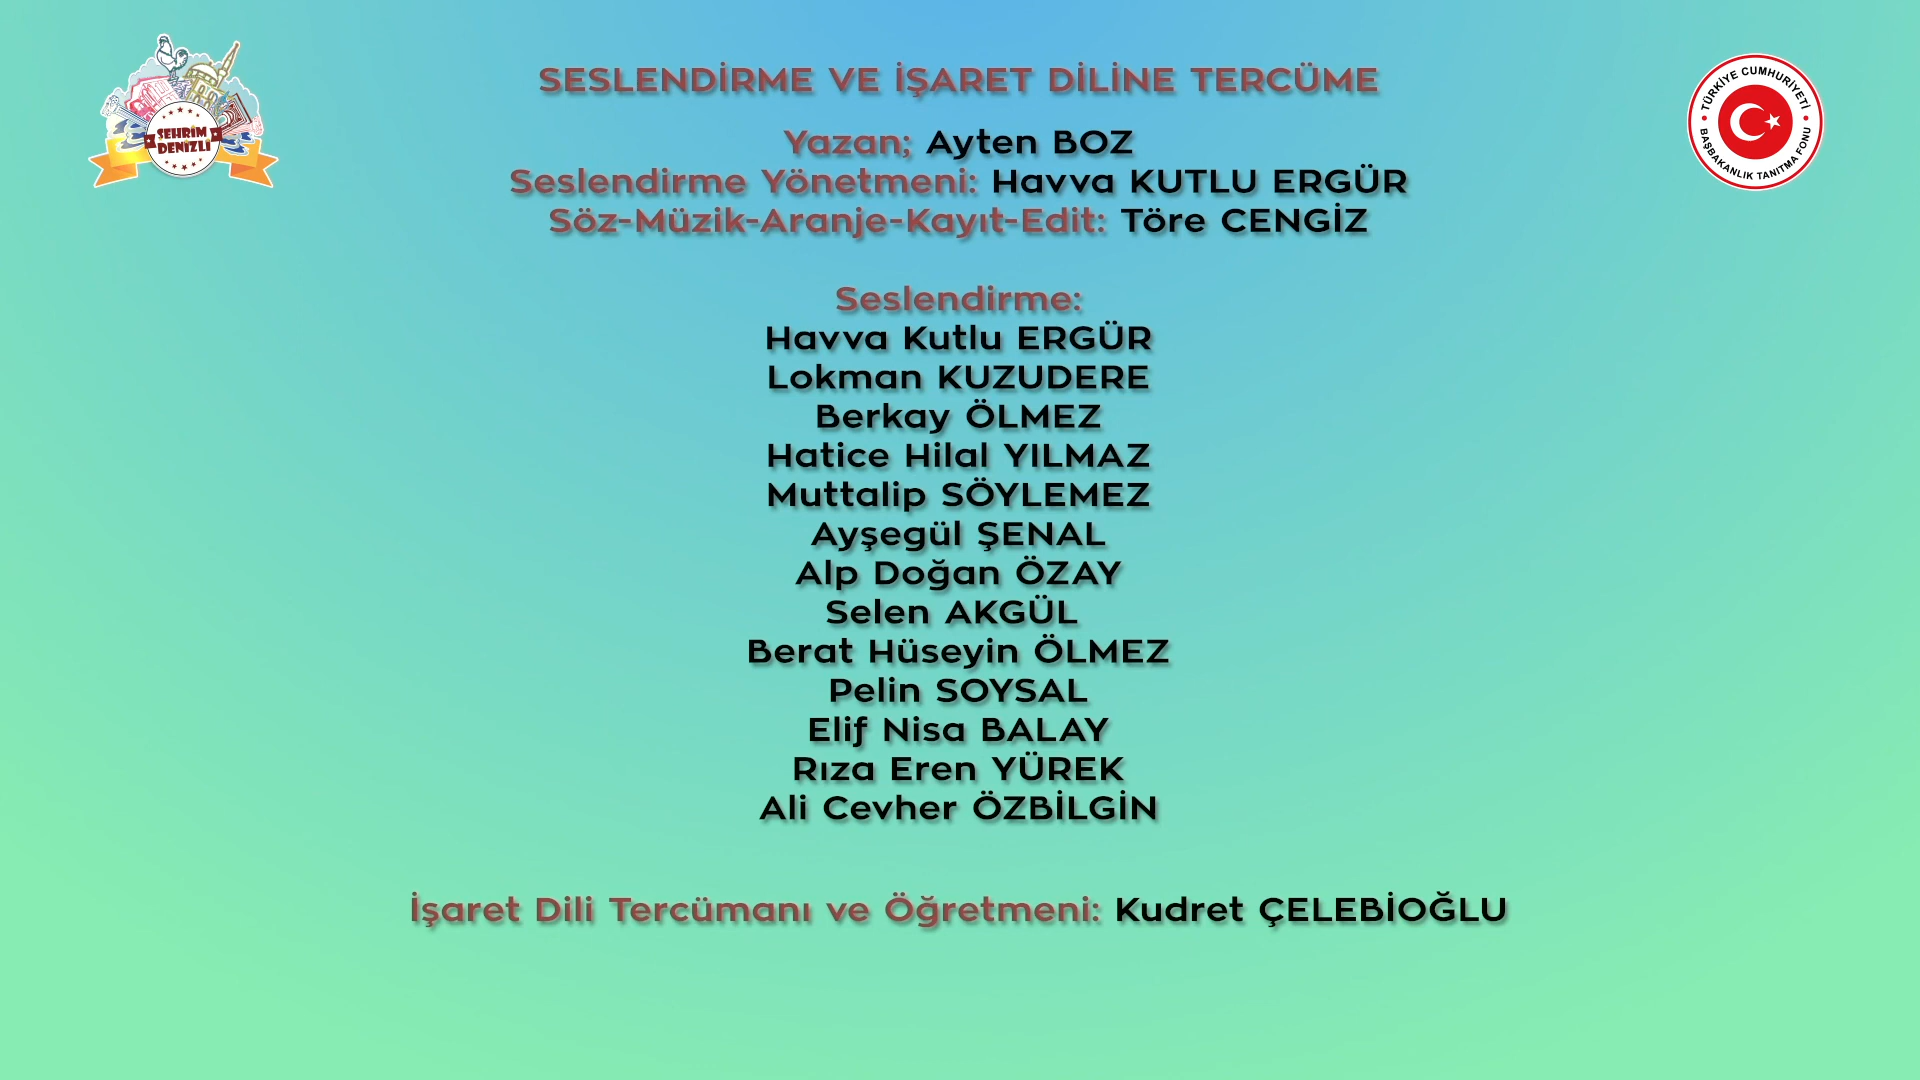 SESLENDİRME VE İŞARET DİLİNE TERCÜME
Yazan; Ayten BOZ
Seslendirme Yönetmeni: Havva KUTLU ERGÜR
Söz-Müzik-Aranje-Kayıt-Edit: Töre CENGİZ
Seslendirme:
Havva Kutlu ERGÜR
Lokman KUZUDERE
Berkay ÖLMEZ
Hatice Hilal YILMAZ
Muttalip SÖYLEMEZ
Ayşegül ŞENAL
Alp Doğan ÖZAY
Selen AKGÜL
Berat Hüseyin ÖLMEZ
Pelin SOYSAL
Elif Nisa BALAY
Rıza Eren YÜREK
Ali Cevher ÖZBİLGİN
İşaret Dili Tercümanı ve Öğretmeni: Kudret ÇELEBİOĞLU
ŞEHRİM
DENİZLİ
TÜRKİYE CUMHURİYETİ
BAŞBAKANLIK TANITMA FONU